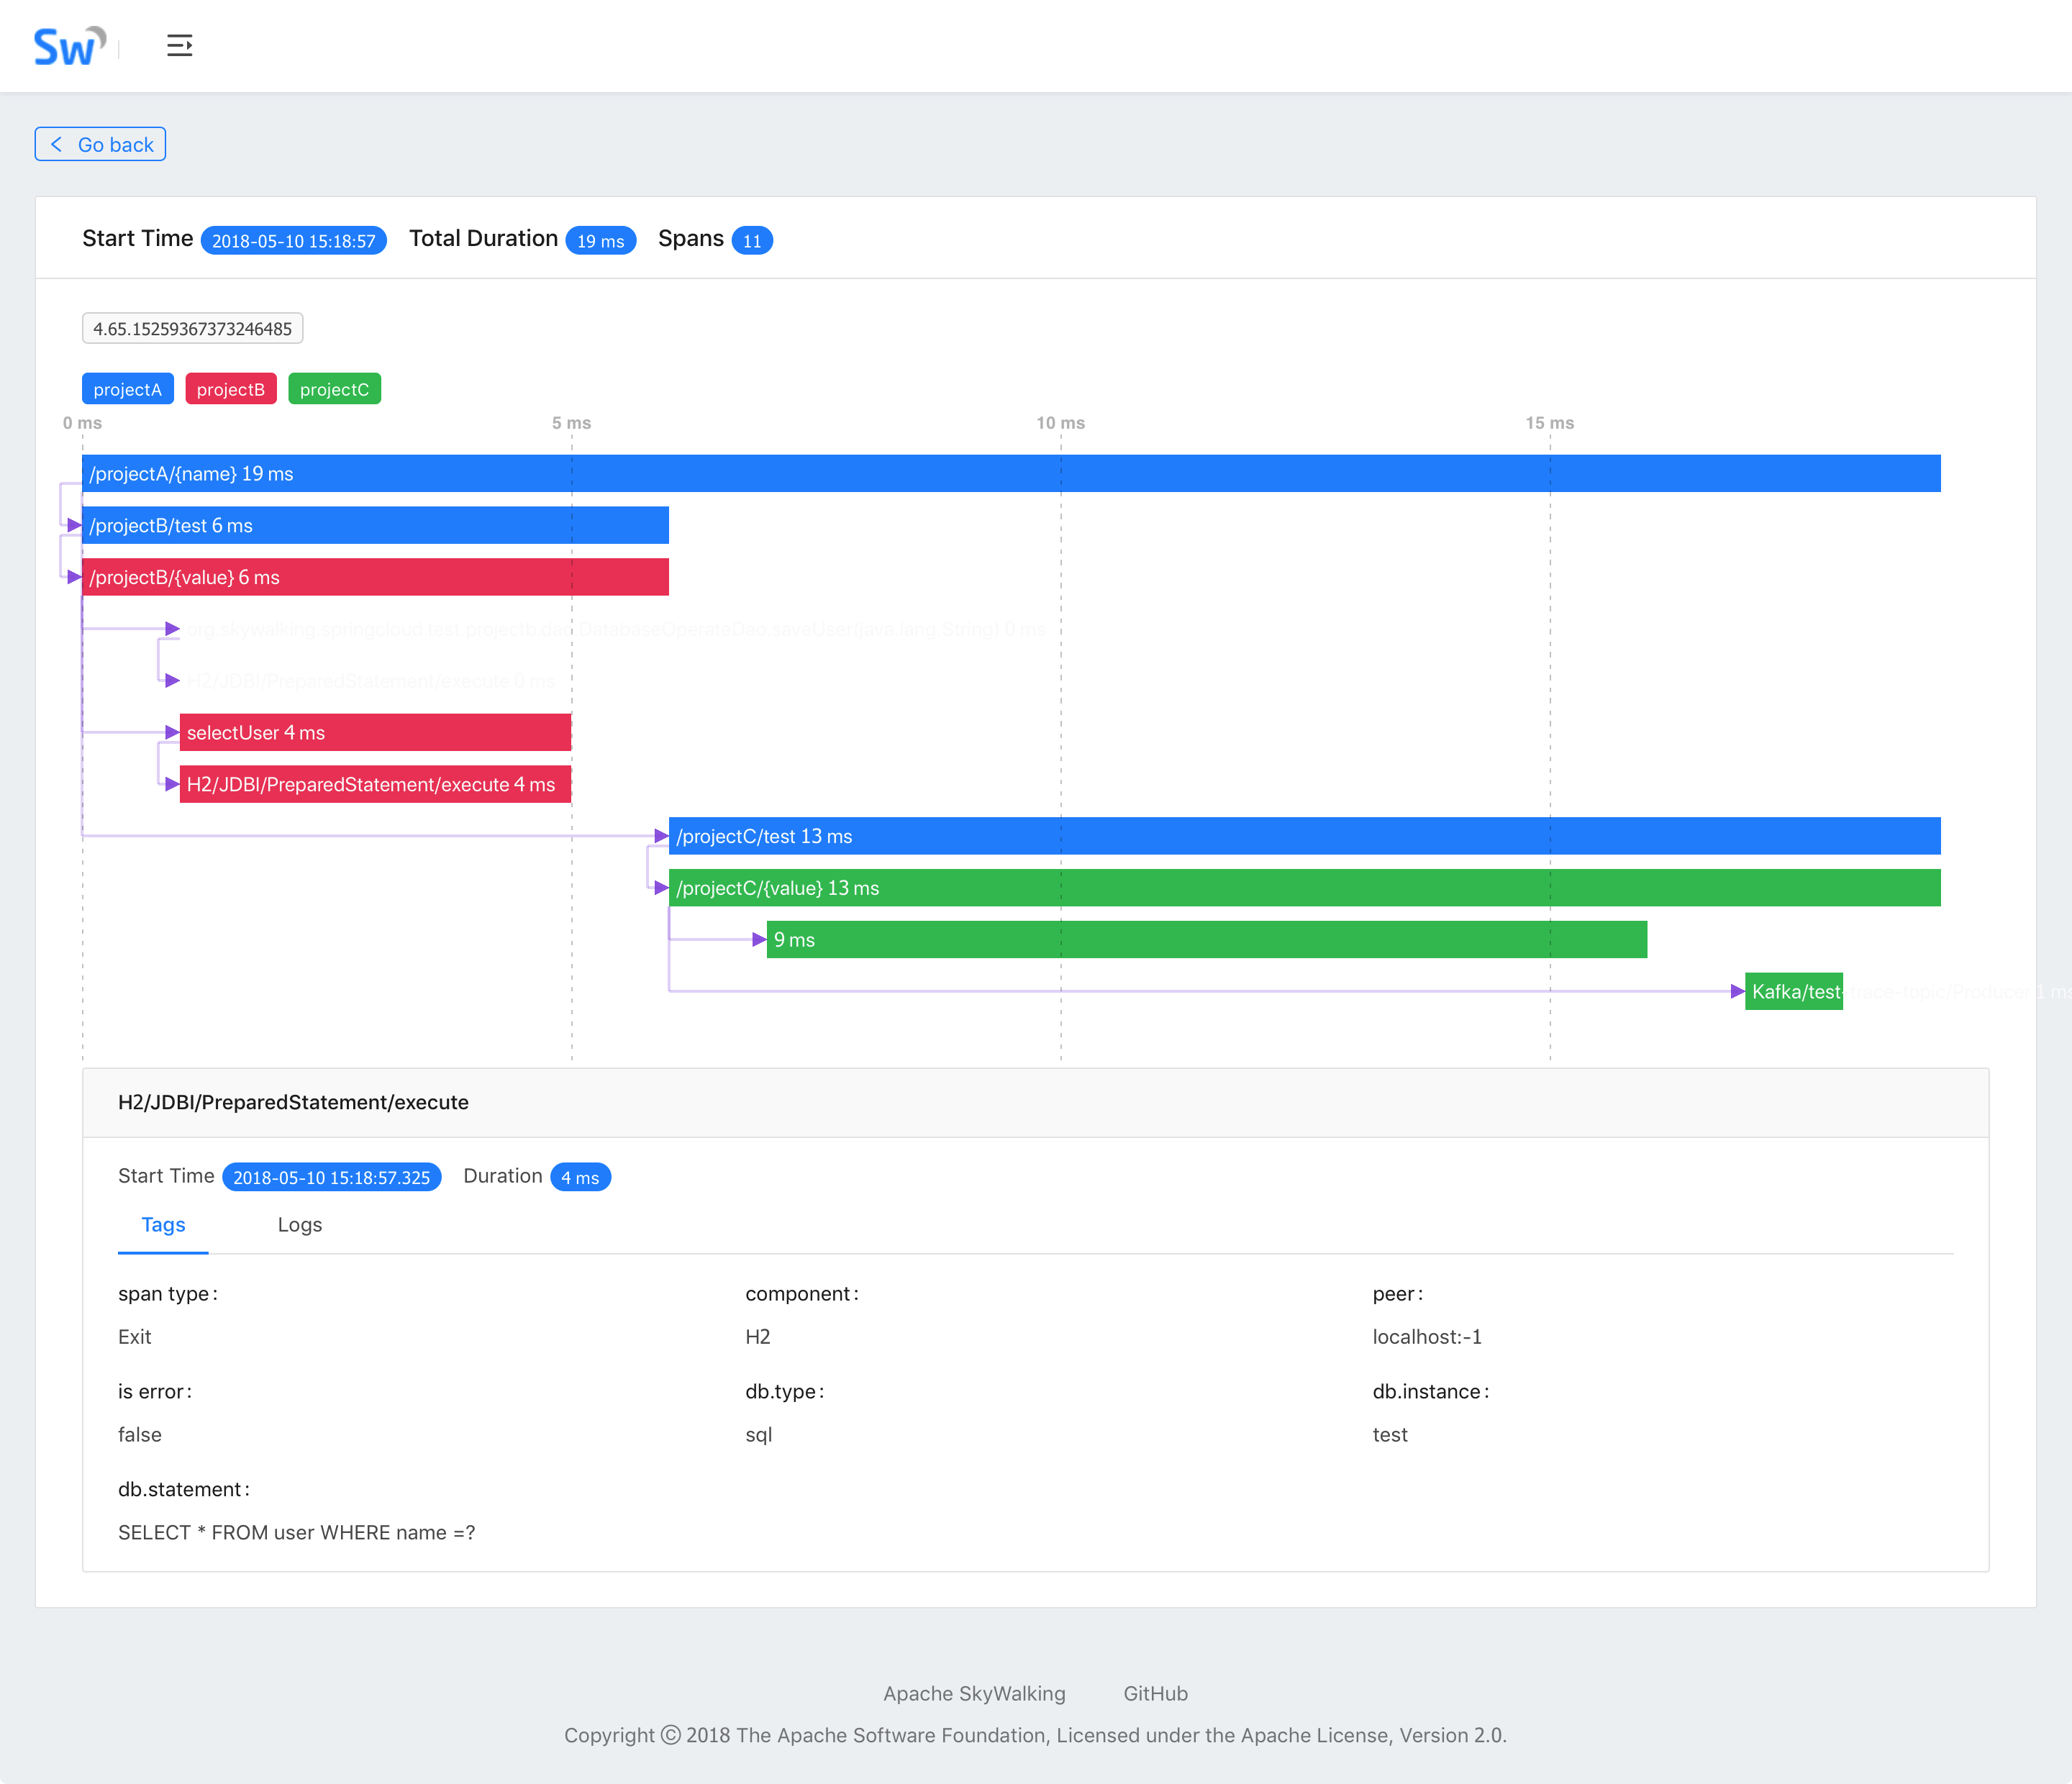 Sw
Go back
Start Time 2018-05-10 15:18:57 Total Duration 19 ms Spans 11
4.65.15259367373246485
projectA projectB projectC
0 ms 5 ms 10 ms 15 ms
/projectA/{name} 19 ms
/projectB/test 6 ms
/projectB/{value} 6 ms
org.skywalking.springcloud.test.projectb.dao.DatabaseOperateDao.saveUser(java.lang.String) 0 ms
H2/JDBI/PreparedStatement/execute 0 ms
selectUser 4 ms
H2/JDBI/PreparedStatement/execute 4 ms
/projectC/test 13 ms
/projectC/{value} 13 ms
9 ms
Kafka/test-trace-topic/Producer 1 ms
H2/JDBI/PreparedStatement/execute
Start Time 2018-05-10 15:18:57.325 Duration 4 ms
Tags Logs
span type: component: peer:
Exit H2 localhost:-1
is error: db.type: db.instance:
false sql test
db.statement:
SELECT * FROM user WHERE name =?
Apache SkyWalking GitHub
Copyright © 2018 The Apache Software Foundation, Licensed under the Apache License, Version 2.0.